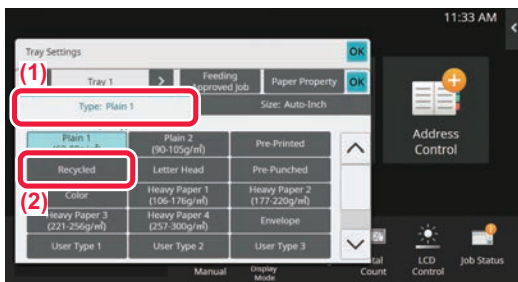 11:33 AM
Tray Settings
OK
(1)
Tray 1
>
Feeding
Approved Job
Paper Property
OK
Type: Plain 1
Size: Auto-Inch
Plain 1
Plain 2
(90-105g/㎡)
Pre-Printed
Recycled
Letter Head
Pre-Punched
(2)
Color
Heavy Paper 1
(106-176g/㎡)
Heavy Paper 2
(177-220g/㎡)
Heavy Paper 3
(221-256g/㎡)
Heavy Paper 4
(257-300g/㎡)
Envelope
User Type 1
User Type 2
User Type 3
Address
Control
Manual
Display
Mode
Count
LCD
Control
Job Status